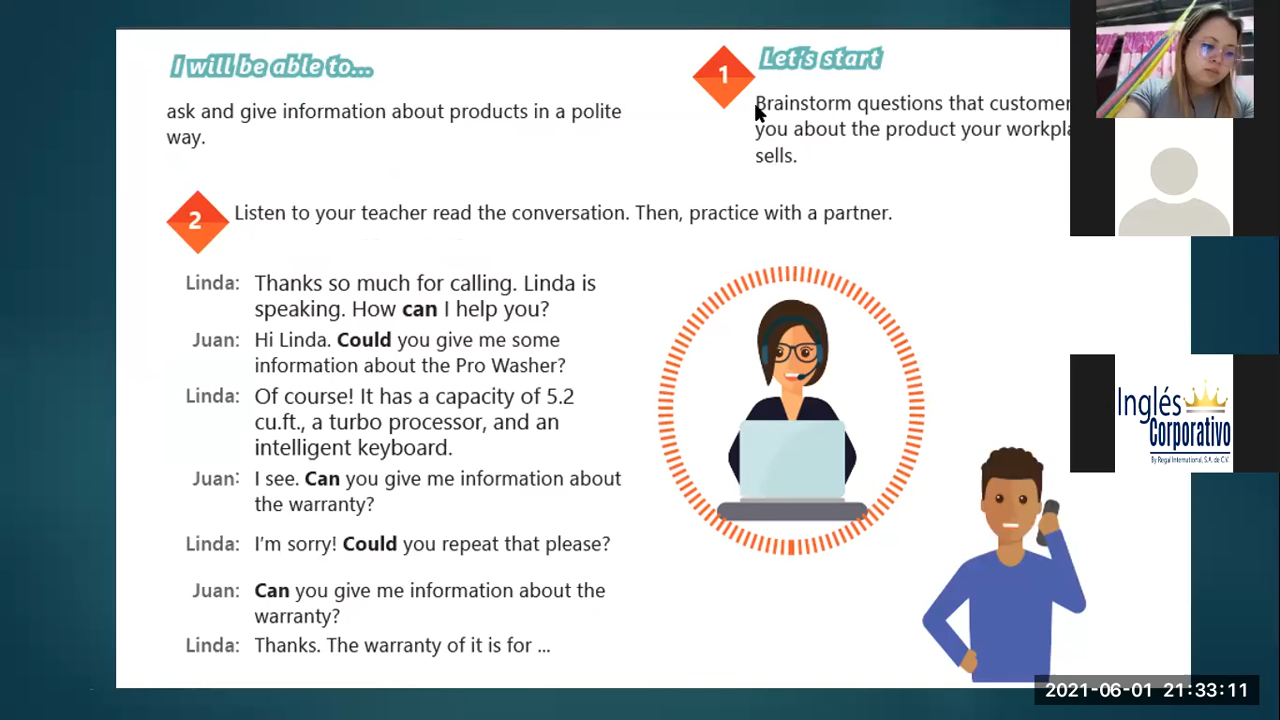 I will be able to...
ask and give information about products in a polite
way.
1
Let's start
Brainstorm questions that customer
you about the product your
sells.
2
Listen to your teacher read the conversation. Then, practice with a partner.
Linda: Thanks so much for calling. Linda is
speaking. How can I help you?
Juan: Hi Linda. Could you give me some
information about the Pro Washer?
Linda: Of course! It has a capacity of 5.2
cu.ft., a turbo processor, and an
intelligent keyboard.
Juan: I see. Can you give me information about
the warranty?
Linda: I'm sorry! Could you repeat that please?
Juan: Can you give me information about the
warranty?
Linda: Thanks. The warranty of it is for ...
Inglés
Corporativo
By Regal International, S.A. de C.V.
2021-06-01 21:33:11